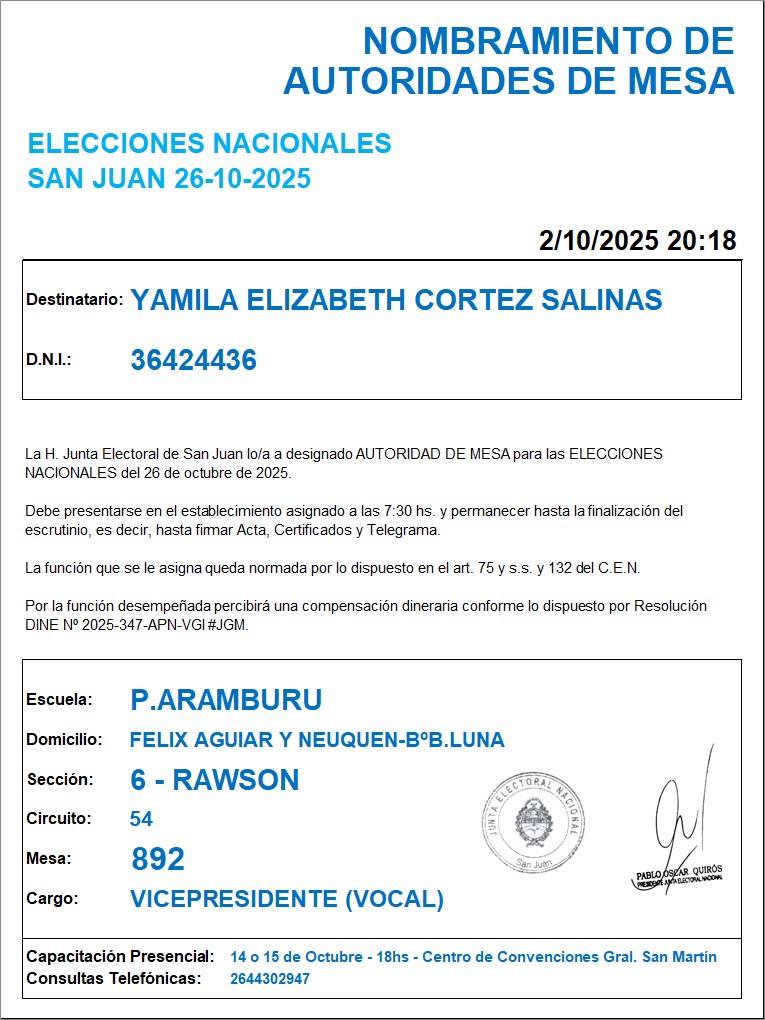 NOMBRAMIENTO DE
AUTORIDADES DE MESA
ELECCIONES NACIONALES
SAN JUAN 26-10-2025
2/10/2025 20:18
Destinatario: YAMILA ELIZABETH CORTEZ SALINAS
D.N.I.: 36424436
La H. Junta Electoral de San Juan lo/a a designado AUTORIDAD DE MESA para las ELECCIONES
NACIONALES del 26 de octubre de 2025.
Debe presentarse en el establecimiento asignado a las 7:30 hs. y permanecer hasta la finalización del
escrutinio, es decir, hasta firmar Acta, Certificados y Telegrama.
La función que se le asigna queda normada por lo dispuesto en el art. 75 y s.s. y 132 del C.E.N.
Por la función desempeñada percibirá una compensación dineraria conforme lo dispuesto por Resolución
DINE Nº 2025-347-APN-VGI#JGM.
Escuela: P.ARAMBURU
Domicilio: FELIX AGUIAR Y NEUQUEN-BºB.LUNA
Sección: 6 - RAWSON
Circuito: 54
Mesa: 892
Cargo: VICEPRESIDENTE (VOCAL)
JUNTA ELECTORAL NACIONAL
San Juan
PABLO OSCAR QUIRÓS
PRESIDENTE JUNTA ELECTORAL NACIONAL
Capacitación Presencial: 14 o 15 de Octubre - 18hs - Centro de Convenciones Gral. San Martín
Consultas Telefónicas: 2644302947